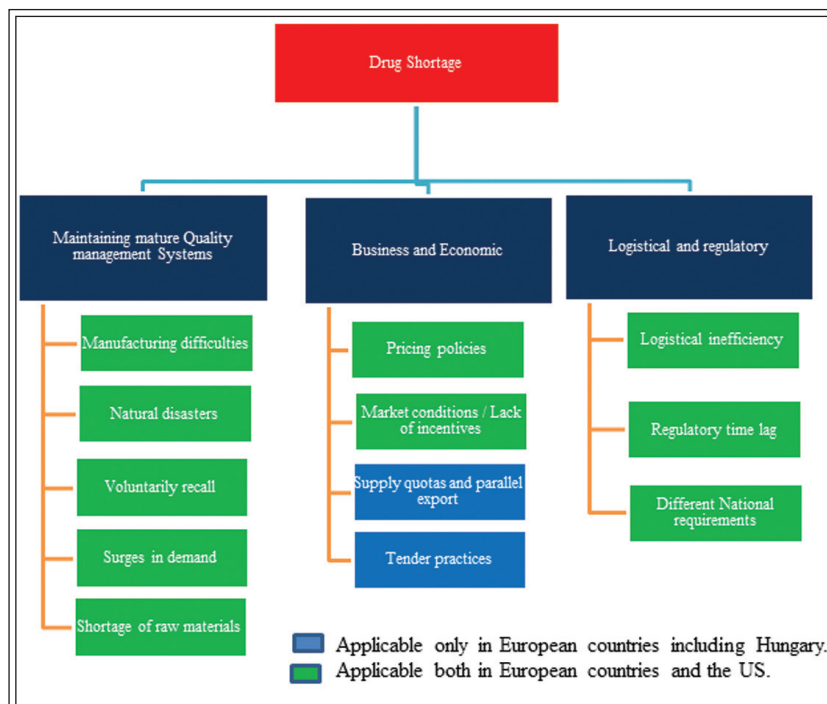 Drug Shortage
Maintaining mature Quality
management Systems
Manufacturing difficulties
Natural disasters
Voluntarily recall
Surges in demand
Shortage of raw materials
Business and Economic
Pricing policies
Market conditions / Lack
of incentives
Supply quotas and parallel
export
Tender practices
Logistical and regulatory
Logistical inefficiency
Regulatory time lag
Different National
requirements
Applicable only in European countries including Hungary.
Applicable both in European countries and the US.